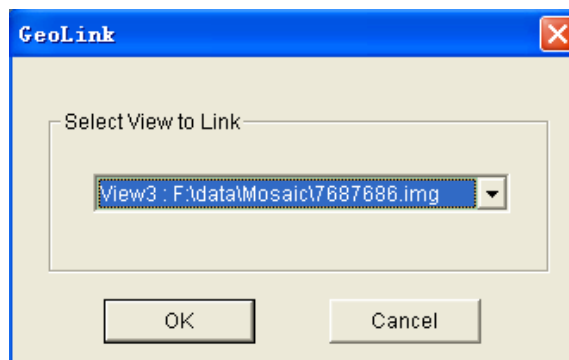 GeoLink
Select View to Link
View3 : F:\data\Mosaic\7687686.img
OK
Cancel